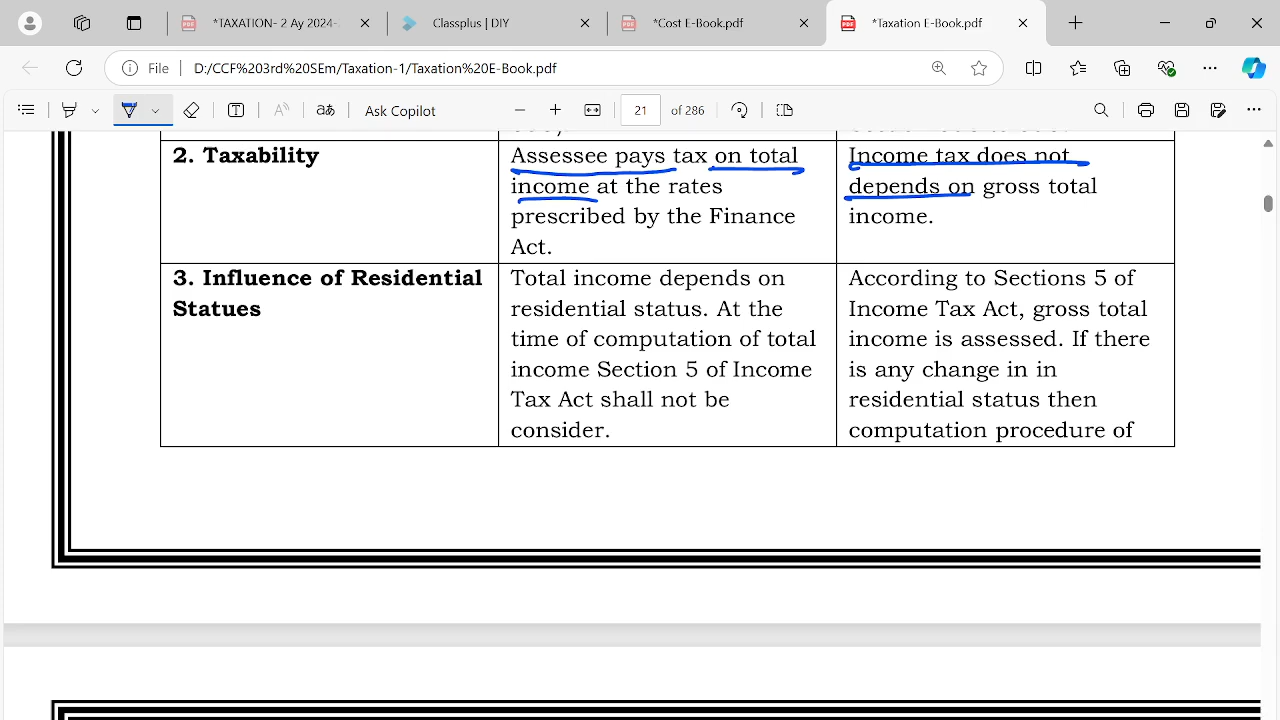 *TAXATION- 2 Ay 2024-
Classplus | DIY
*Cost E-Book.pdf
*Taxation E-Book.pdf
File
D:/CCF%203rd%20SEm/Taxation-1/Taxation%20E-Book.pdf
Ask Copilot
21
of 286
2. Taxability
Assessee pays tax on total
income at the rates
prescribed by the Finance
Act.
Income tax does not
depends on gross total
income.
3. Influence of Residential
Statues
Total income depends on
residential status. At the
time of computation of total
income Section 5 of Income
Tax Act shall not be
consider.
According to Sections 5 of
Income Tax Act, gross total
income is assessed. If there
is any change in in
residential status then
computation procedure of